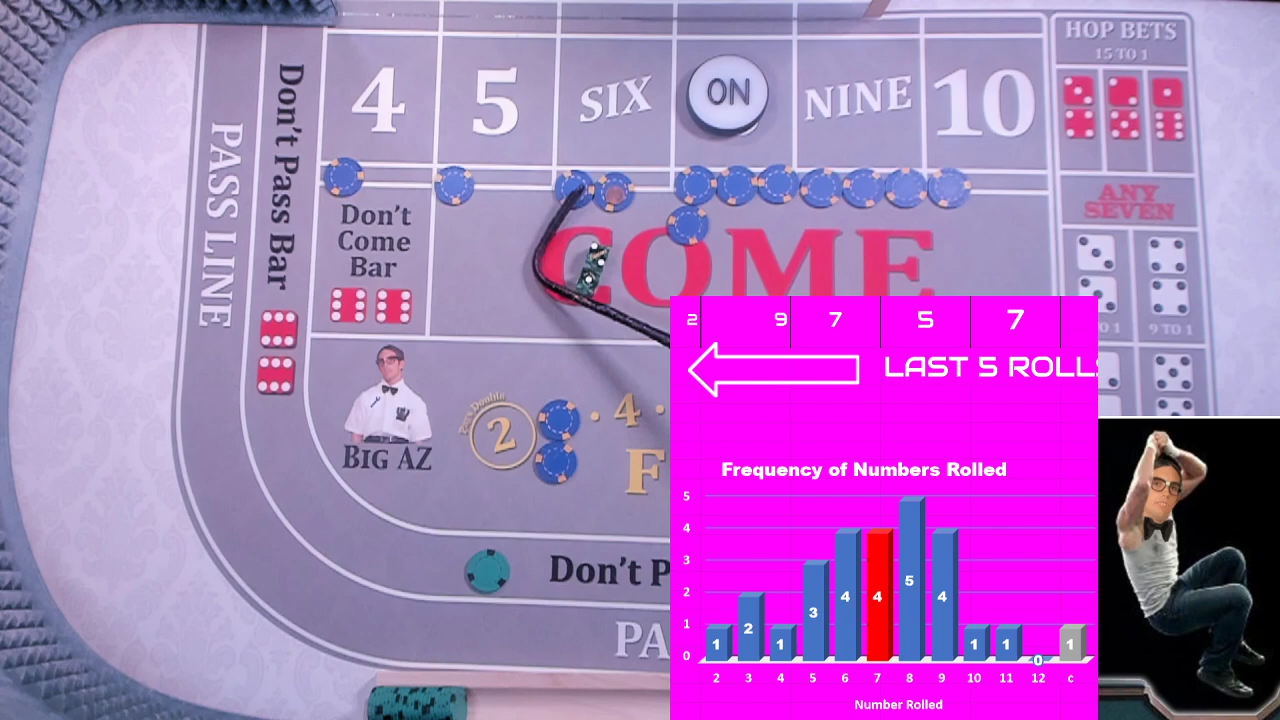 HOP BETS
15 TO 1
4
5
SIX
ON
NINE
10
PASS LINE
Don't Pass Bar
ANY
SEVEN
Don't
Come
Bar
COME
9 TO 1
2 9 7 5 7
LAST 5 ROLLS
BIG AZ
2
· 4 ·
F
Frequency of Numbers Rolled
5
4
3
2
1
0
1 2 1 3 4 4 5 4 1 1 0 1
2 3 4 5 6 7 8 9 10 11 12 c
Number Rolled
Don't P
PA